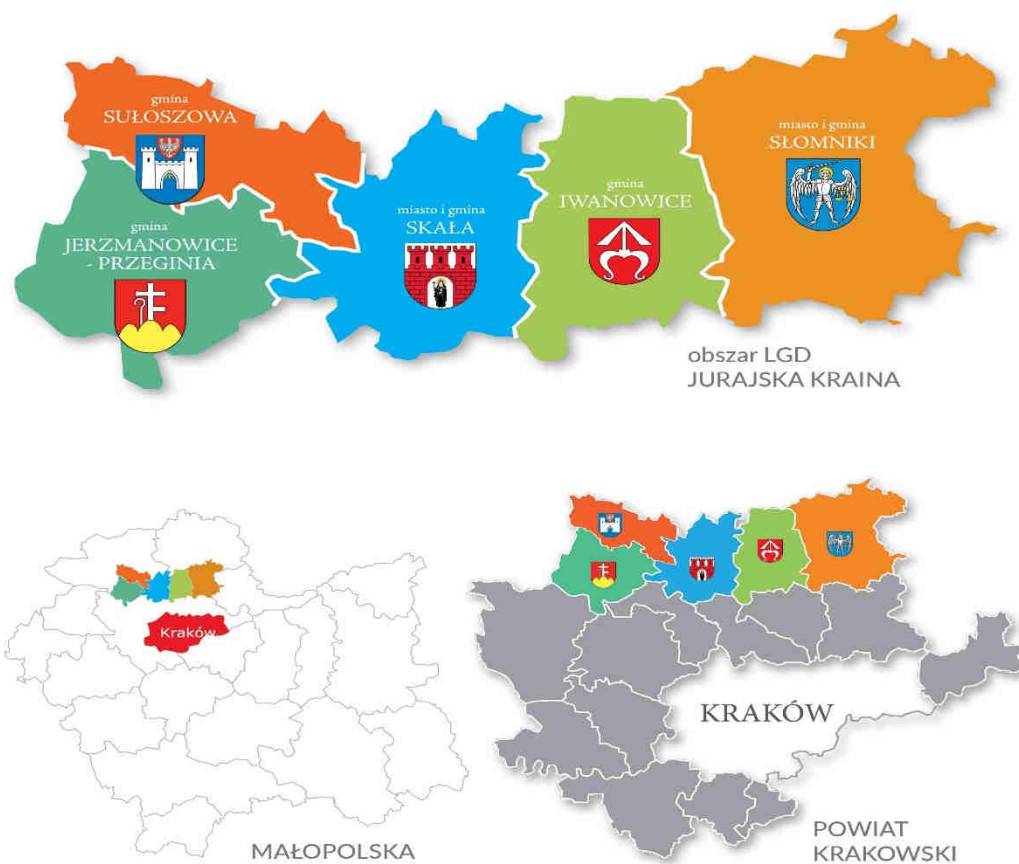 gmina
SUŁOSZOWA
gmina
JERZMANOWICE
- PRZEGINIA
miasto i gmina
SKAŁA
gmina
IWANOWICE
miasto i gmina
SŁOMNIKI
obszar LGD
JURAJSKA KRAINA
Kraków
MAŁOPOLSKA
KRAKÓW
POWIAT
KRAKOWSKI